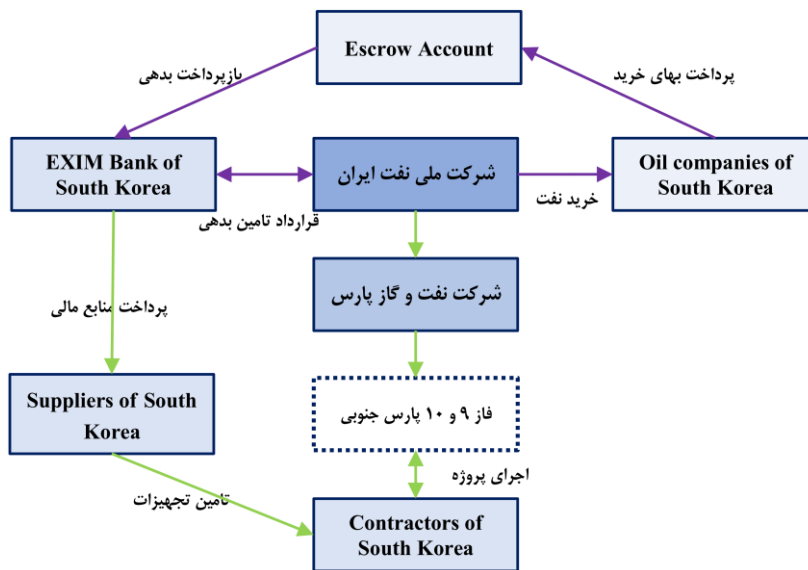 Escrow Account
بازپرداخت بدهی
پرداخت بهای خرید
EXIM Bank of
South Korea
شرکت ملی نفت ایران
Oil companies of
South Korea
قرارداد تامین بدهی
خرید نفت
شرکت نفت و گاز پارس
پرداخت منابع مالی
Suppliers of South
Korea
فاز ۹ و ۱۰ پارس جنوبی
اجرای پروژه
تامین تجهیزات
Contractors of
South Korea